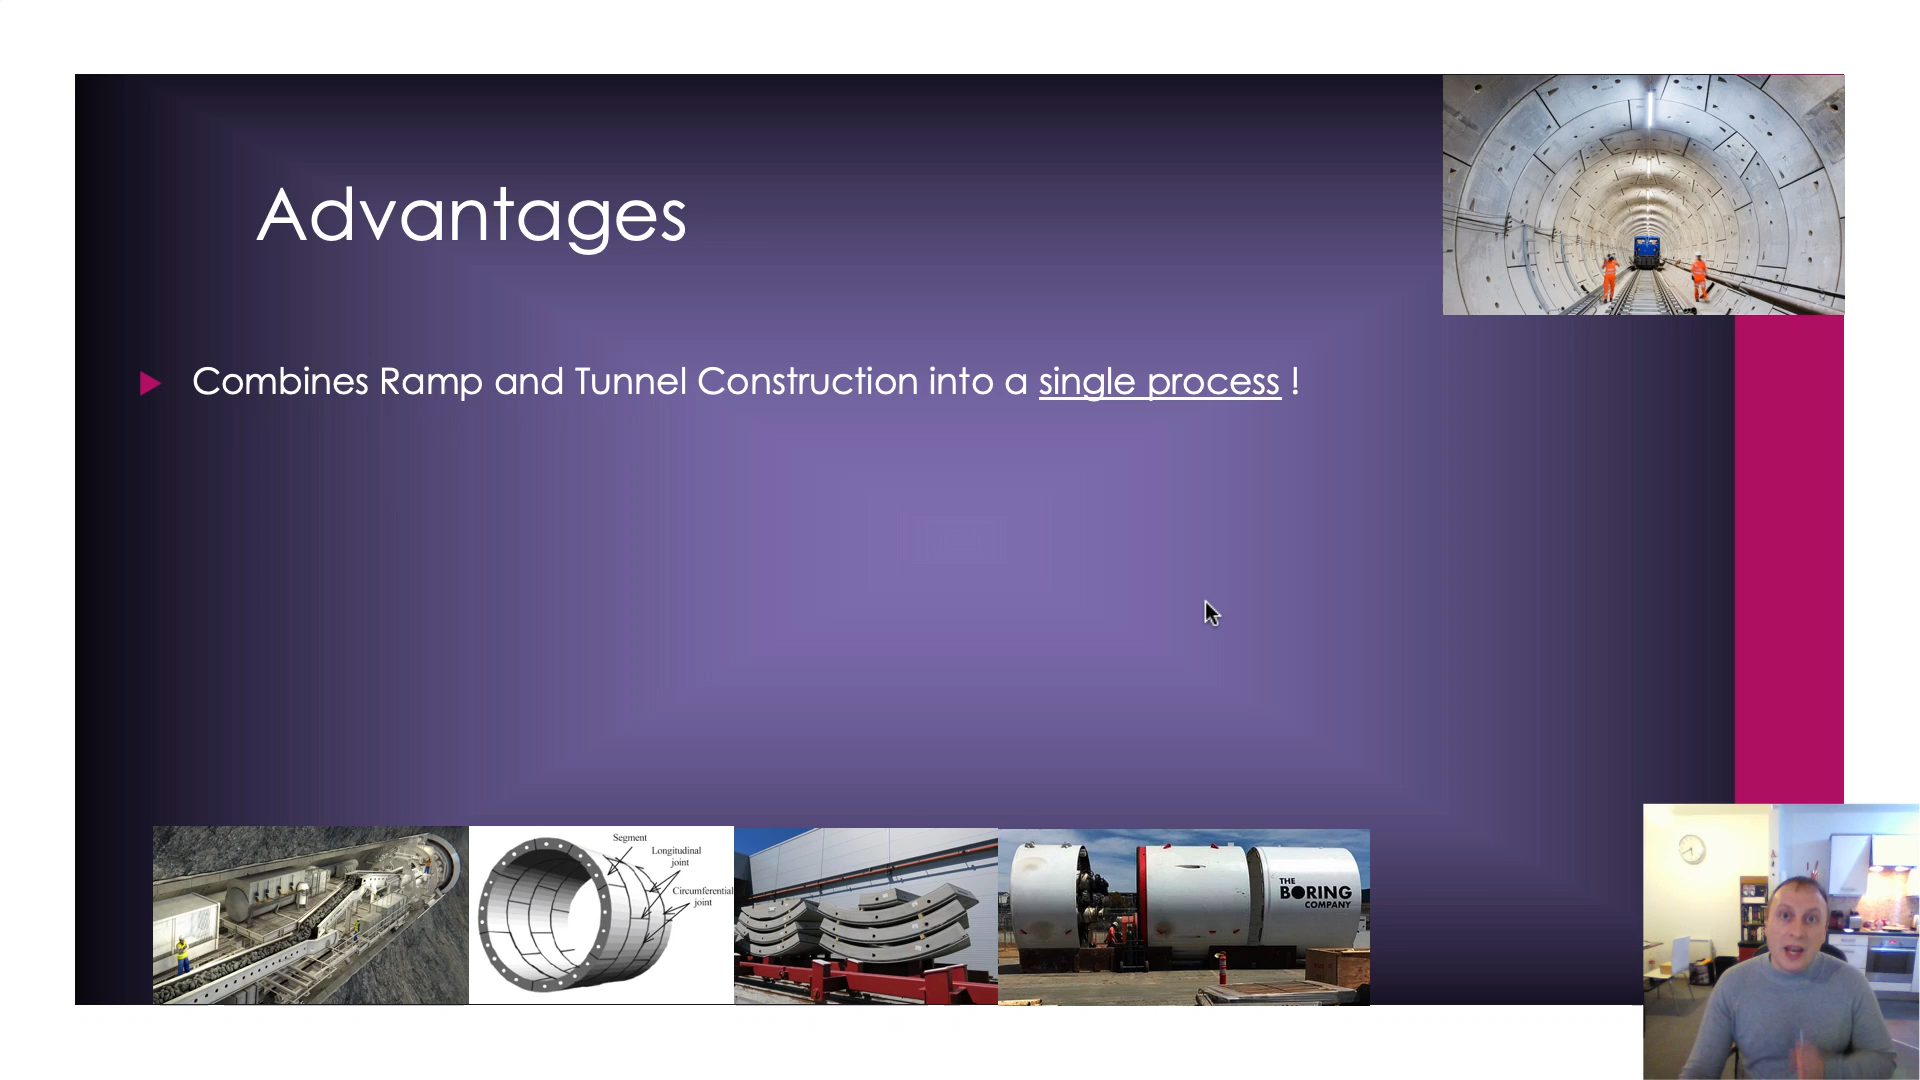 Advantages
Combines Ramp and Tunnel Construction into a single process !
Segment
Longitudinal
joint
Circumferential
joint
THE
BORING
COMPANY